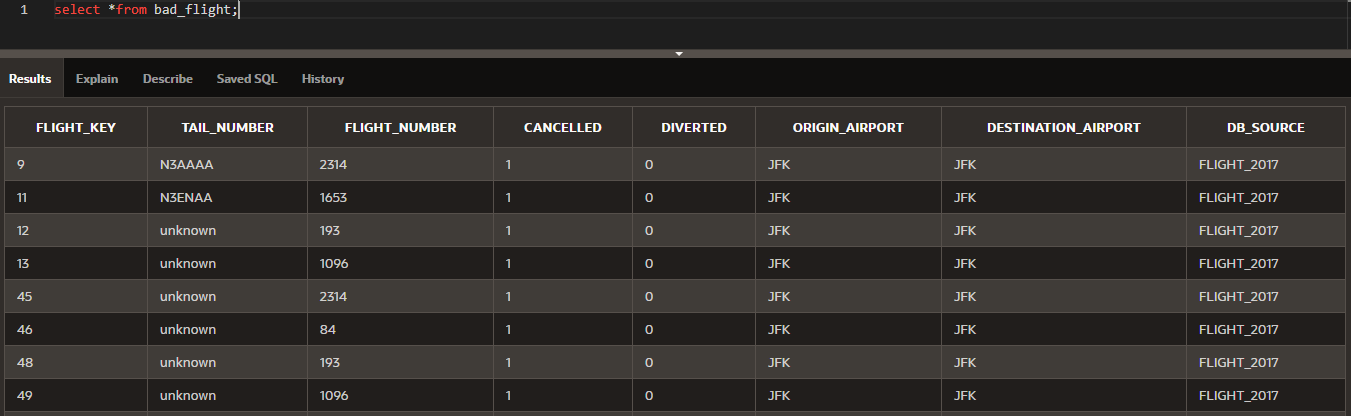 1 select *from bad_flight;
Results Explain Describe Saved SQL History
FLIGHT_KEY TAIL_NUMBER FLIGHT_NUMBER CANCELLED DIVERTED ORIGIN_AIRPORT DESTINATION_AIRPORT DB_SOURCE
9 N3AAAA 2314 1 0 JFK JFK FLIGHT_2017
11 N3ENAA 1653 1 0 JFK JFK FLIGHT_2017
12 unknown 193 1 0 JFK JFK FLIGHT_2017
13 unknown 1096 1 0 JFK JFK FLIGHT_2017
45 unknown 2314 1 0 JFK JFK FLIGHT_2017
46 unknown 84 1 0 JFK JFK FLIGHT_2017
48 unknown 193 1 0 JFK JFK FLIGHT_2017
49 unknown 1096 1 0 JFK JFK FLIGHT_2017